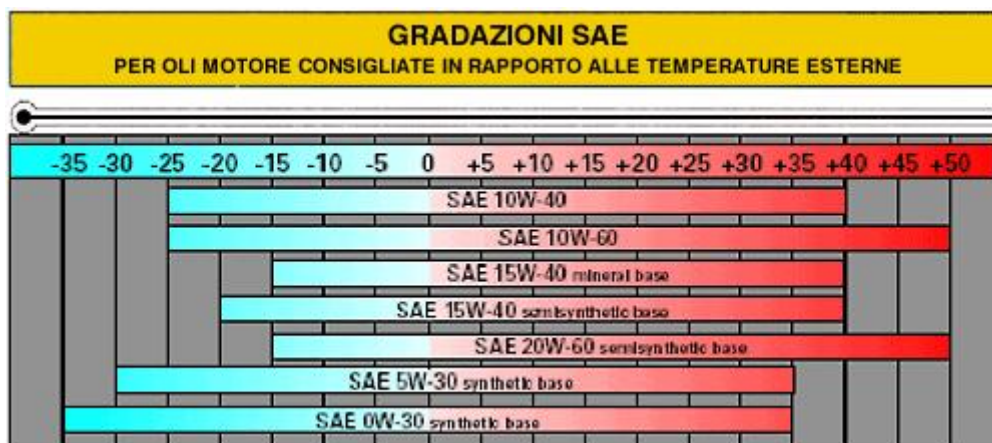 GRADAZIONI SAE
PER OLI MOTORE CONSIGLIATE IN RAPPORTO ALLE TEMPERATURE ESTERNE
-35 -30 -25 -20 -15 -10 -5 0 +5 +10 +15 +20 +25 +30 +35 +40 +45 +50
SAE 10W-40
SAE 10W-60
SAE 15W-40 mineral base
SAE 15W-40 semisynthetic base
SAE 20W-60 semisynthetic base
SAE 5W-30 synthetic base
SAE 0W-30 synthetic base